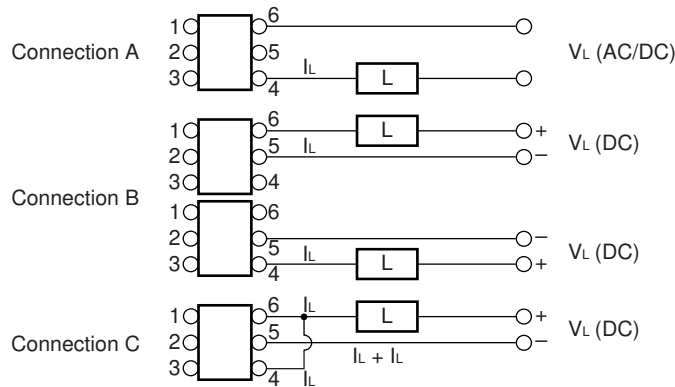 Connection A
1 6
2 5
3 4
IL L
VL (AC/DC)
Connection B
1 6 L +
2 5 IL −
3 4
VL (DC)
1 6
2 5 −
3 4 IL L +
VL (DC)
Connection C
1 6 IL L +
2 5 −
3 4 IL
IL + IL
VL (DC)